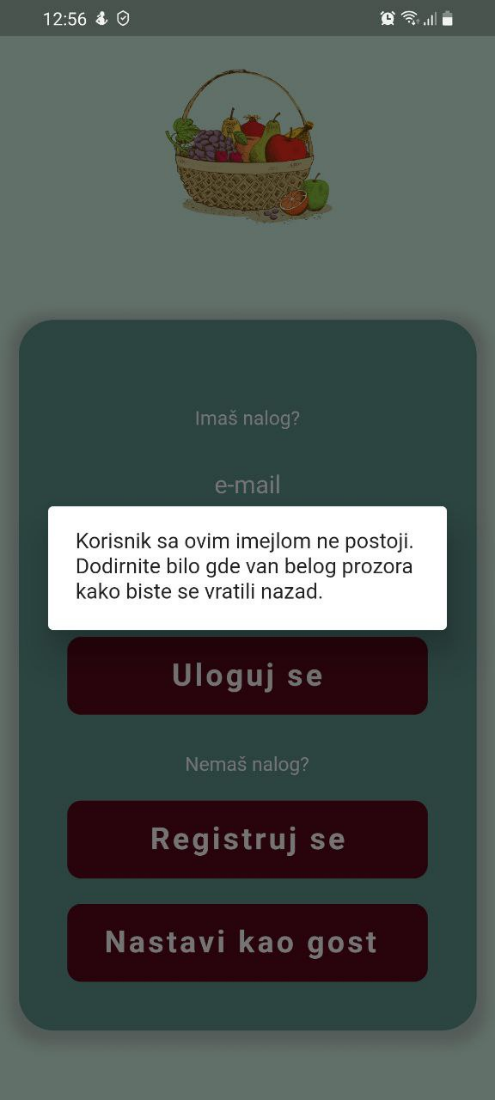 12:56
Imaš nalog?
e-mail
Korisnik sa ovim imejlom ne postoji.
Dodirnite bilo gde van belog prozora
kako biste se vratili nazad.
Uloguj se
Nemaš nalog?
Registruj se
Nastavi kao gost